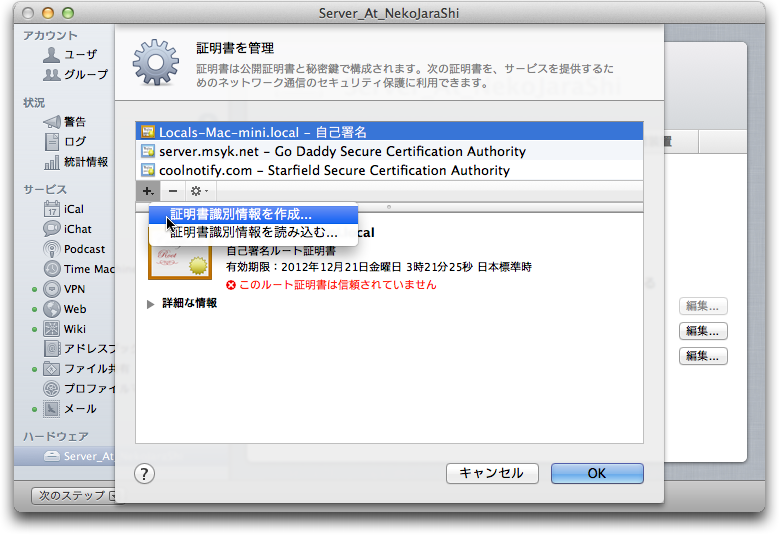 Server_At_NekoJaraShi
アカウント
ユーザ
グループ
状況
警告
ログ
統計情報
サービス
iCal
iChat
Podcast
Time Mac
VPN
Web
Wiki
アドレスブ
ファイル共
プロファイル
メール
ハードウェア
Server_At
次のステップ
証明書を管理
証明書は公開証明書と秘密鍵で構成されます。次の証明書を、サービスを提供するた
めのネットワーク通信のセキュリティ保護に利用できます。
Locals-Mac-mini.local – 自己署名
server.msyk.net – Go Daddy Secure Certification Authority
coolnotify.com – Starfield Secure Certification Authority
証明書識別情報を作成...
証明書識別情報を読み込む...
cal
自己署名ルート証明書
有効期限：2012年12月21日金曜日 3時21分25秒 日本標準時
このルート証明書は信頼されていません
詳細な情報
編集...
編集...
編集...
?
キャンセル
OK